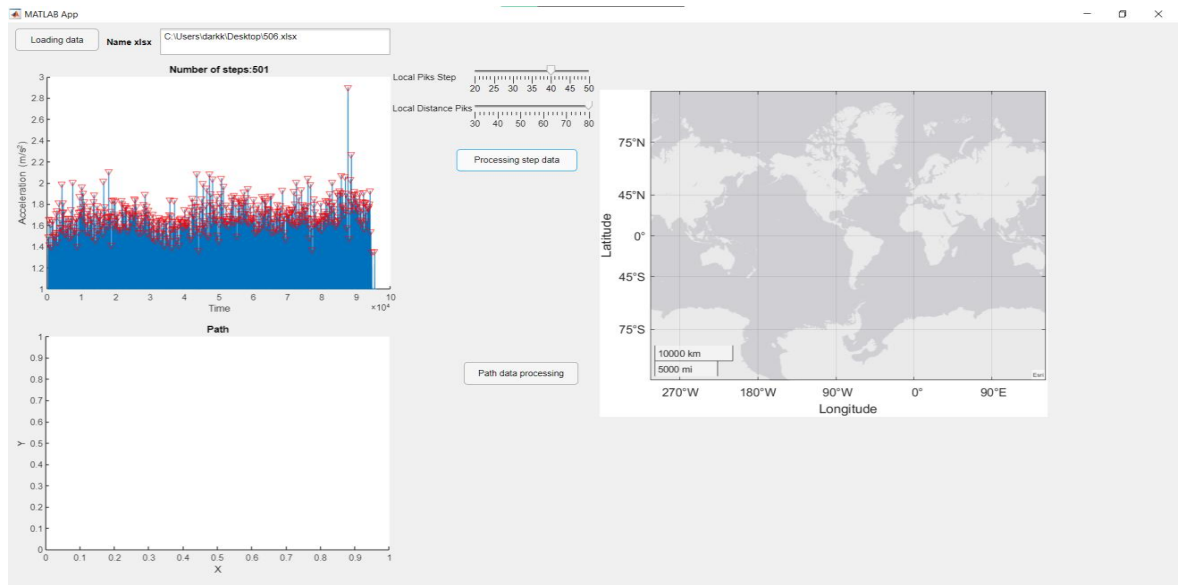 MATLAB App
Loading data
Name xlsx
C:\Users\darkk\Desktop\506.xlsx
Number of steps:501
3
2.8
2.6
2.4
2.2
2
1.8
1.6
1.4
1.2
1
Acceleration (m/s²)
0 1 2 3 4 5 6 7 8 9 10
Time
×10⁴
Local Piks Step
20 25 30 35 40 45 50
Local Distance Piks
30 40 50 60 70 80
Processing step data
Path
1
0.9
0.8
0.7
0.6
0.5
0.4
0.3
0.2
0.1
0
Y
0 0.1 0.2 0.3 0.4 0.5 0.6 0.7 0.8 0.9 1
X
Path data processing
75°N
45°N
0°
45°S
75°S
Latitude
10000 km
5000 mi
Esri
270°W 180°W 90°W 0° 90°E
Longitude